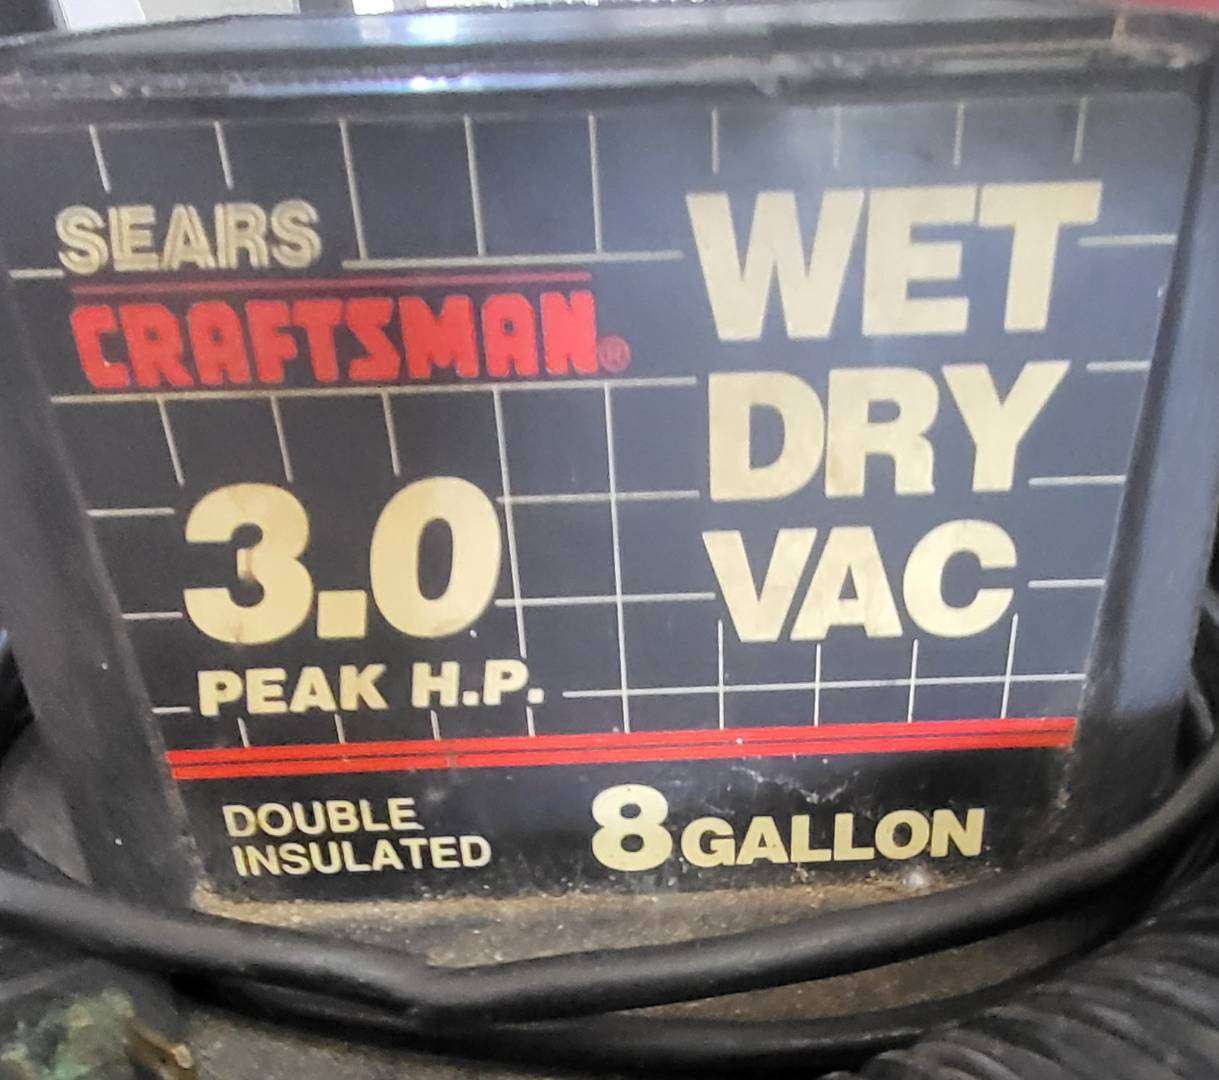 SEARS
CRAFTSMAN®
3.0
PEAK H.P.
WET
DRY
VAC
DOUBLE
INSULATED
8 GALLON